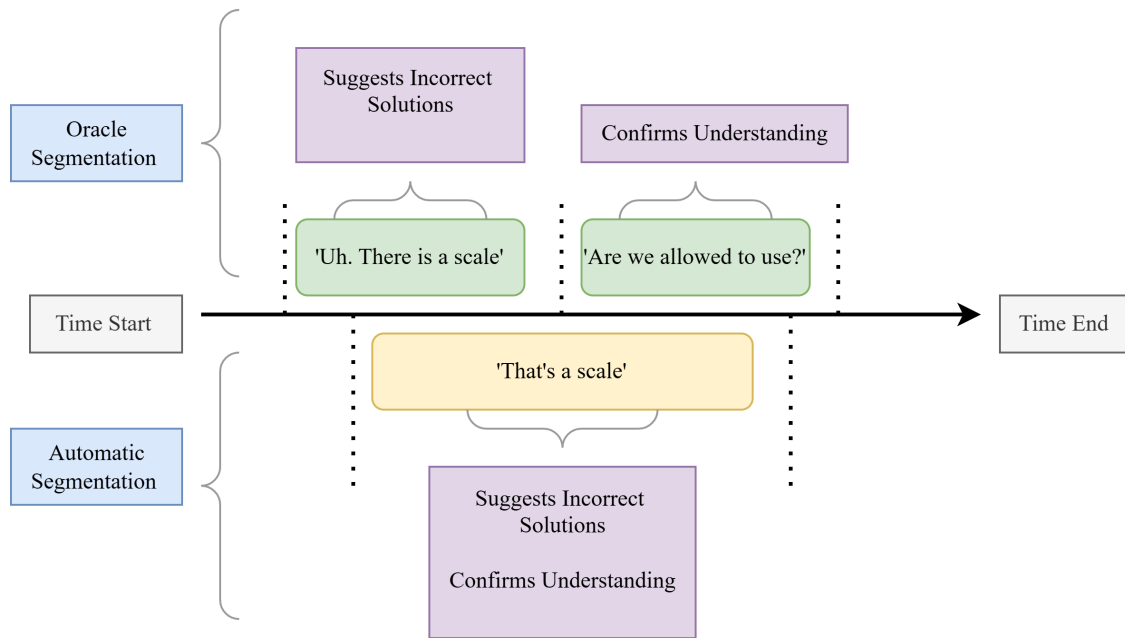 Suggests Incorrect
Solutions
Oracle
Segmentation
Confirms Understanding
'Uh. There is a scale'
'Are we allowed to use?'
Time Start
Time End
'That's a scale'
Automatic
Segmentation
Suggests Incorrect
Solutions
Confirms Understanding